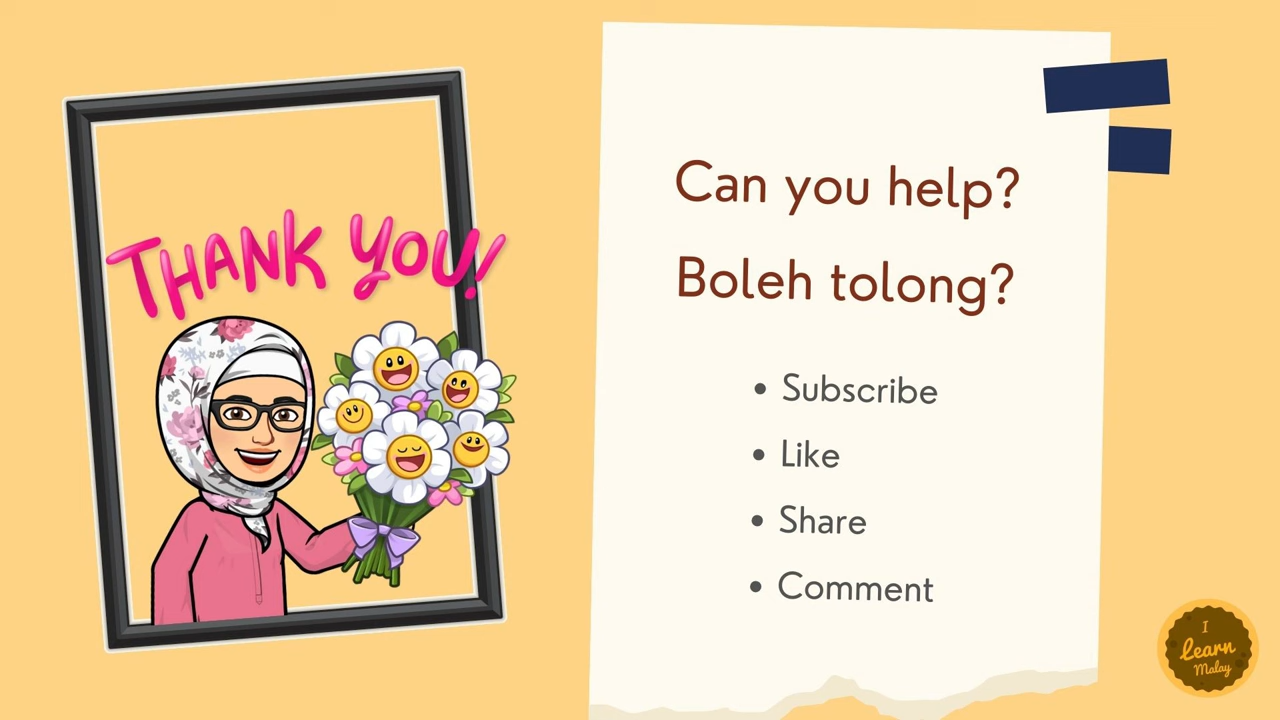 THANK YOU!
Can you help?
Boleh tolong?
• Subscribe
• Like
• Share
• Comment
I
Learn
Malay